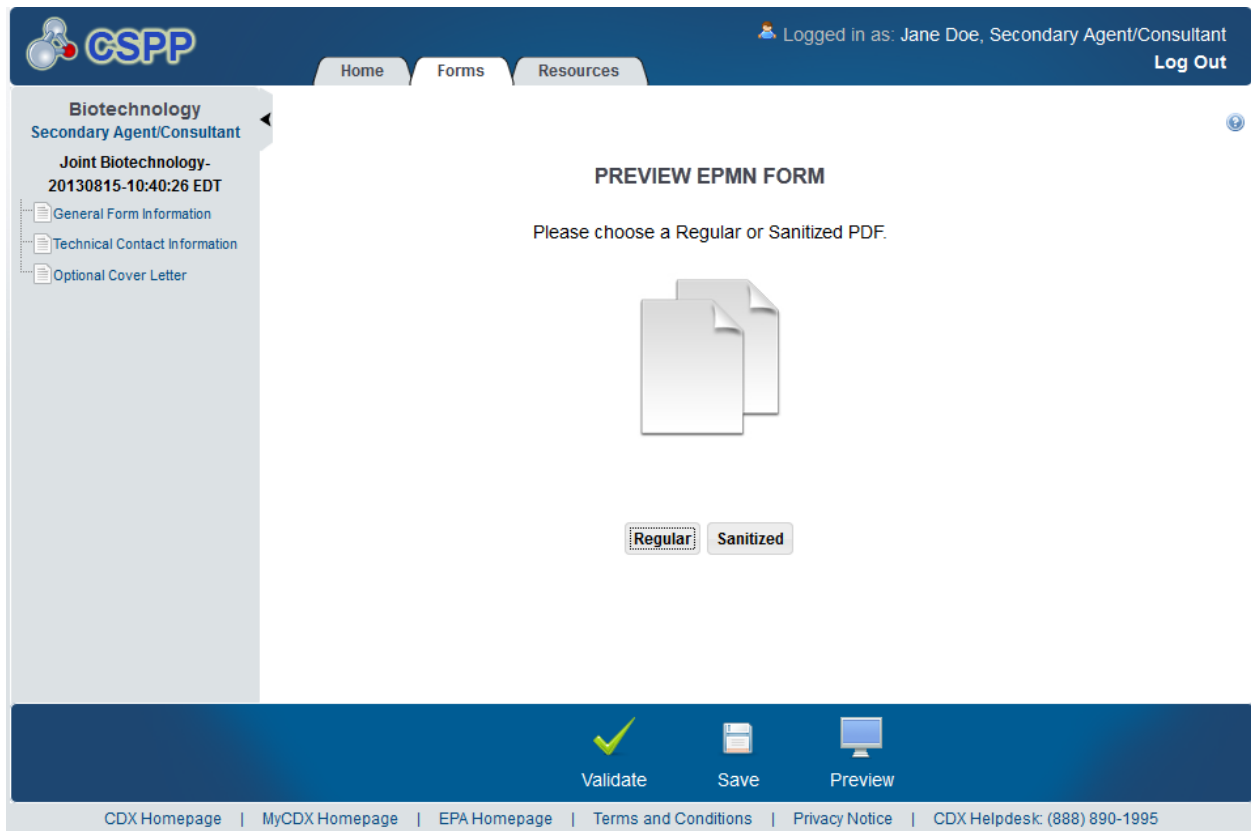 CSPP
Logged in as: Jane Doe, Secondary Agent/Consultant
Log Out
Home
Forms
Resources
Biotechnology
Secondary Agent/Consultant
Joint Biotechnology-
20130815-10:40:26 EDT
General Form Information
Technical Contact Information
Optional Cover Letter
?
PREVIEW EPMN FORM
Please choose a Regular or Sanitized PDF.
Regular
Sanitized
Validate
Save
Preview
CDX Homepage | MyCDX Homepage | EPA Homepage | Terms and Conditions | Privacy Notice | CDX Helpdesk: (888) 890-1995